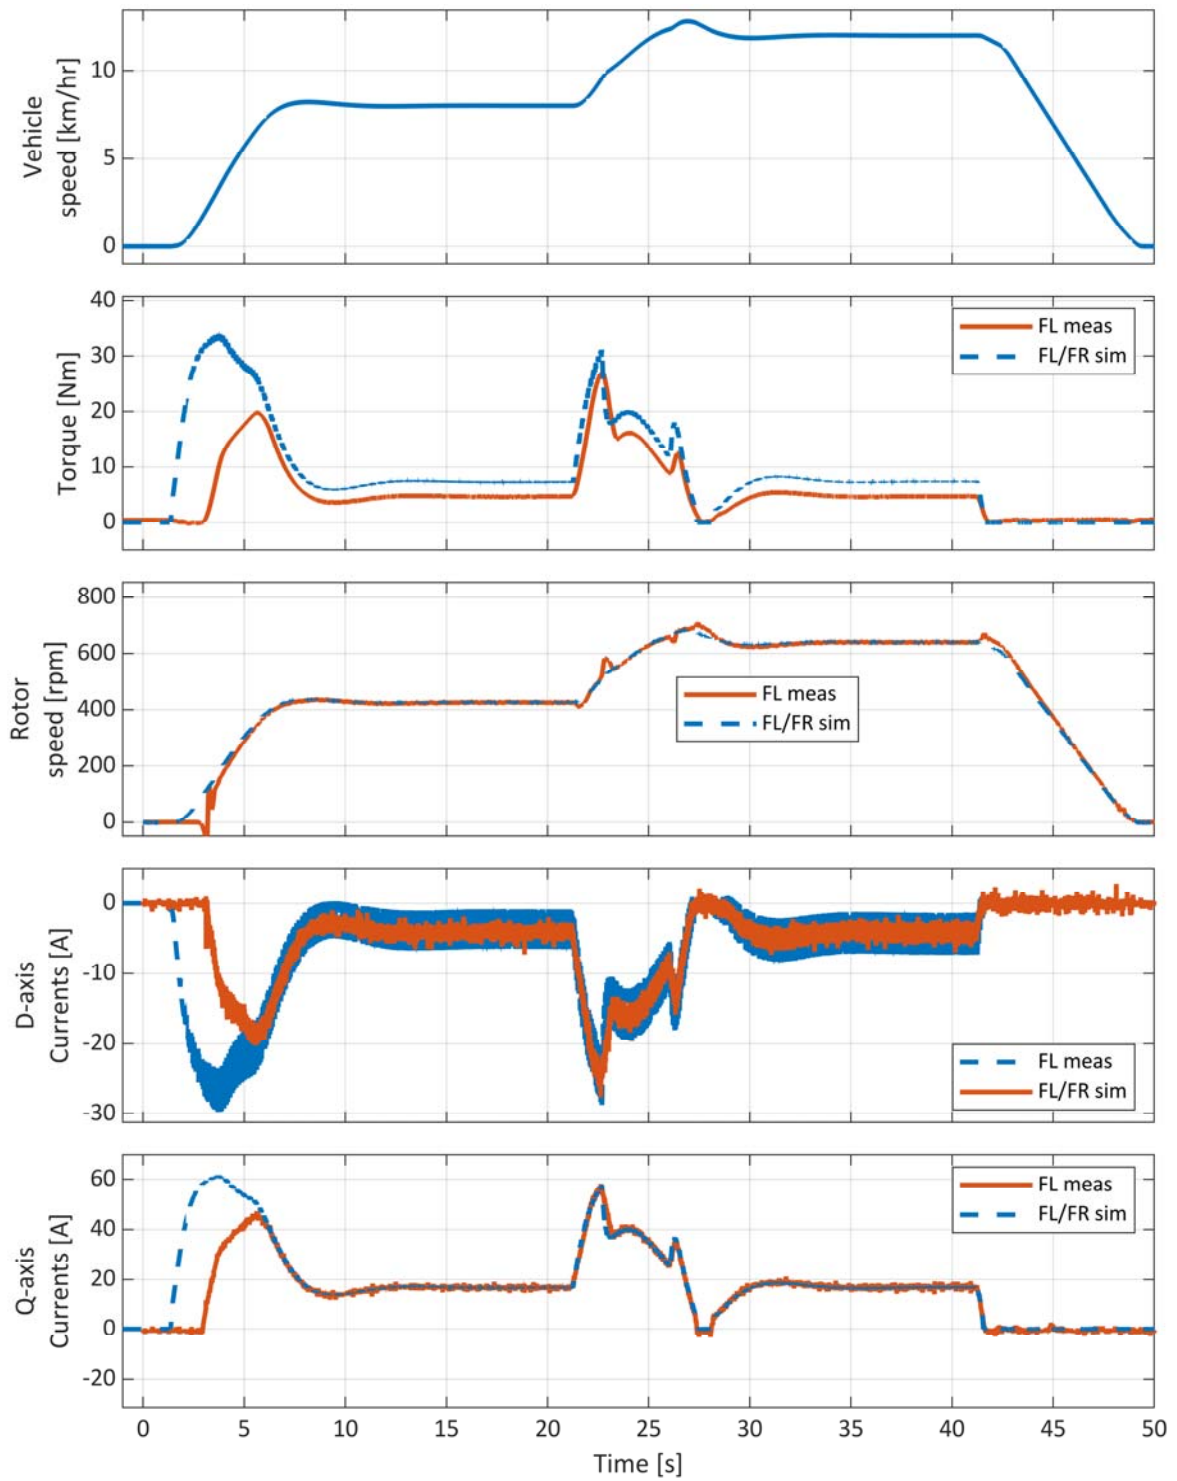 Vehicle
speed [km/hr]
10
5
0
Torque [Nm]
40
30
20
10
0
FL meas
FL/FR sim
Rotor
speed [rpm]
800
600
400
200
0
FL meas
FL/FR sim
D-axis
Currents [A]
0
-10
-20
-30
FL meas
FL/FR sim
Q-axis
Currents [A]
60
40
20
0
-20
FL meas
FL/FR sim
0 5 10 15 20 25 30 35 40 45 50
Time [s]